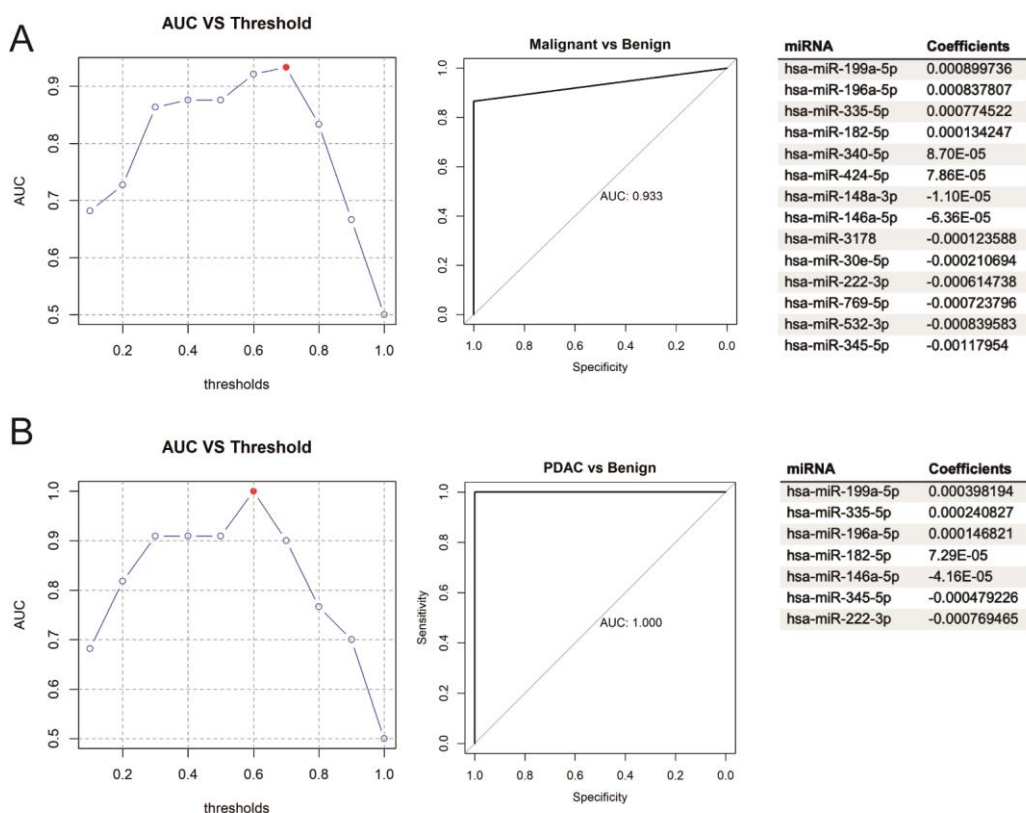 A
AUC VS Threshold
AUC
0.9
0.8
0.7
0.6
0.5
0.2 0.4 0.6 0.8 1.0
thresholds
Malignant vs Benign
1.0
0.8
0.6
0.4
0.2
0.0
AUC: 0.933
1.0 0.8 0.6 0.4 0.2 0.0
Specificity
miRNA Coefficients
hsa-miR-199a-5p 0.000899736
hsa-miR-196a-5p 0.000837807
hsa-miR-335-5p 0.000774522
hsa-miR-182-5p 0.000134247
hsa-miR-340-5p 8.70E-05
hsa-miR-424-5p 7.86E-05
hsa-miR-148a-3p -1.10E-05
hsa-miR-146a-5p -6.36E-05
hsa-miR-3178 -0.000123588
hsa-miR-30e-5p -0.000210694
hsa-miR-222-3p -0.000614738
hsa-miR-769-5p -0.000723796
hsa-miR-532-3p -0.000839583
hsa-miR-345-5p -0.00117954
B
AUC VS Threshold
AUC
1.0
0.9
0.8
0.7
0.6
0.5
0.2 0.4 0.6 0.8 1.0
thresholds
PDAC vs Benign
Sensitivity
1.0
0.8
0.6
0.4
0.2
0.0
AUC: 1.000
1.0 0.8 0.6 0.4 0.2 0.0
Specificity
miRNA Coefficients
hsa-miR-199a-5p 0.000398194
hsa-miR-335-5p 0.000240827
hsa-miR-196a-5p 0.000146821
hsa-miR-182-5p 7.29E-05
hsa-miR-146a-5p -4.16E-05
hsa-miR-345-5p -0.000479226
hsa-miR-222-3p -0.000769465